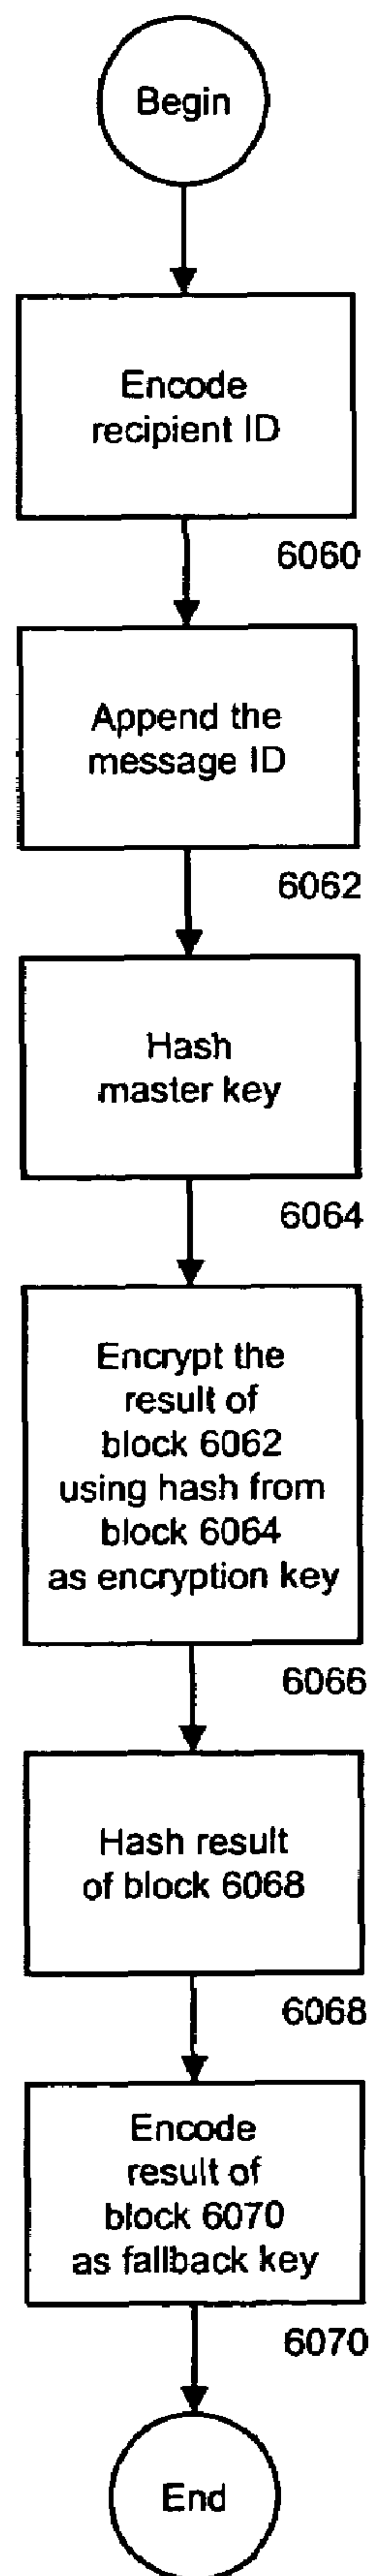 Begin
Encode
recipient ID
6060
Append the
message ID
6062
Hash
master key
6064
Encrypt the
result of
block 6062
using hash from
block 6064
as encryption key
6066
Hash result
of block 6068
6068
Encode
result of
block 6070
as fallback key
6070
End